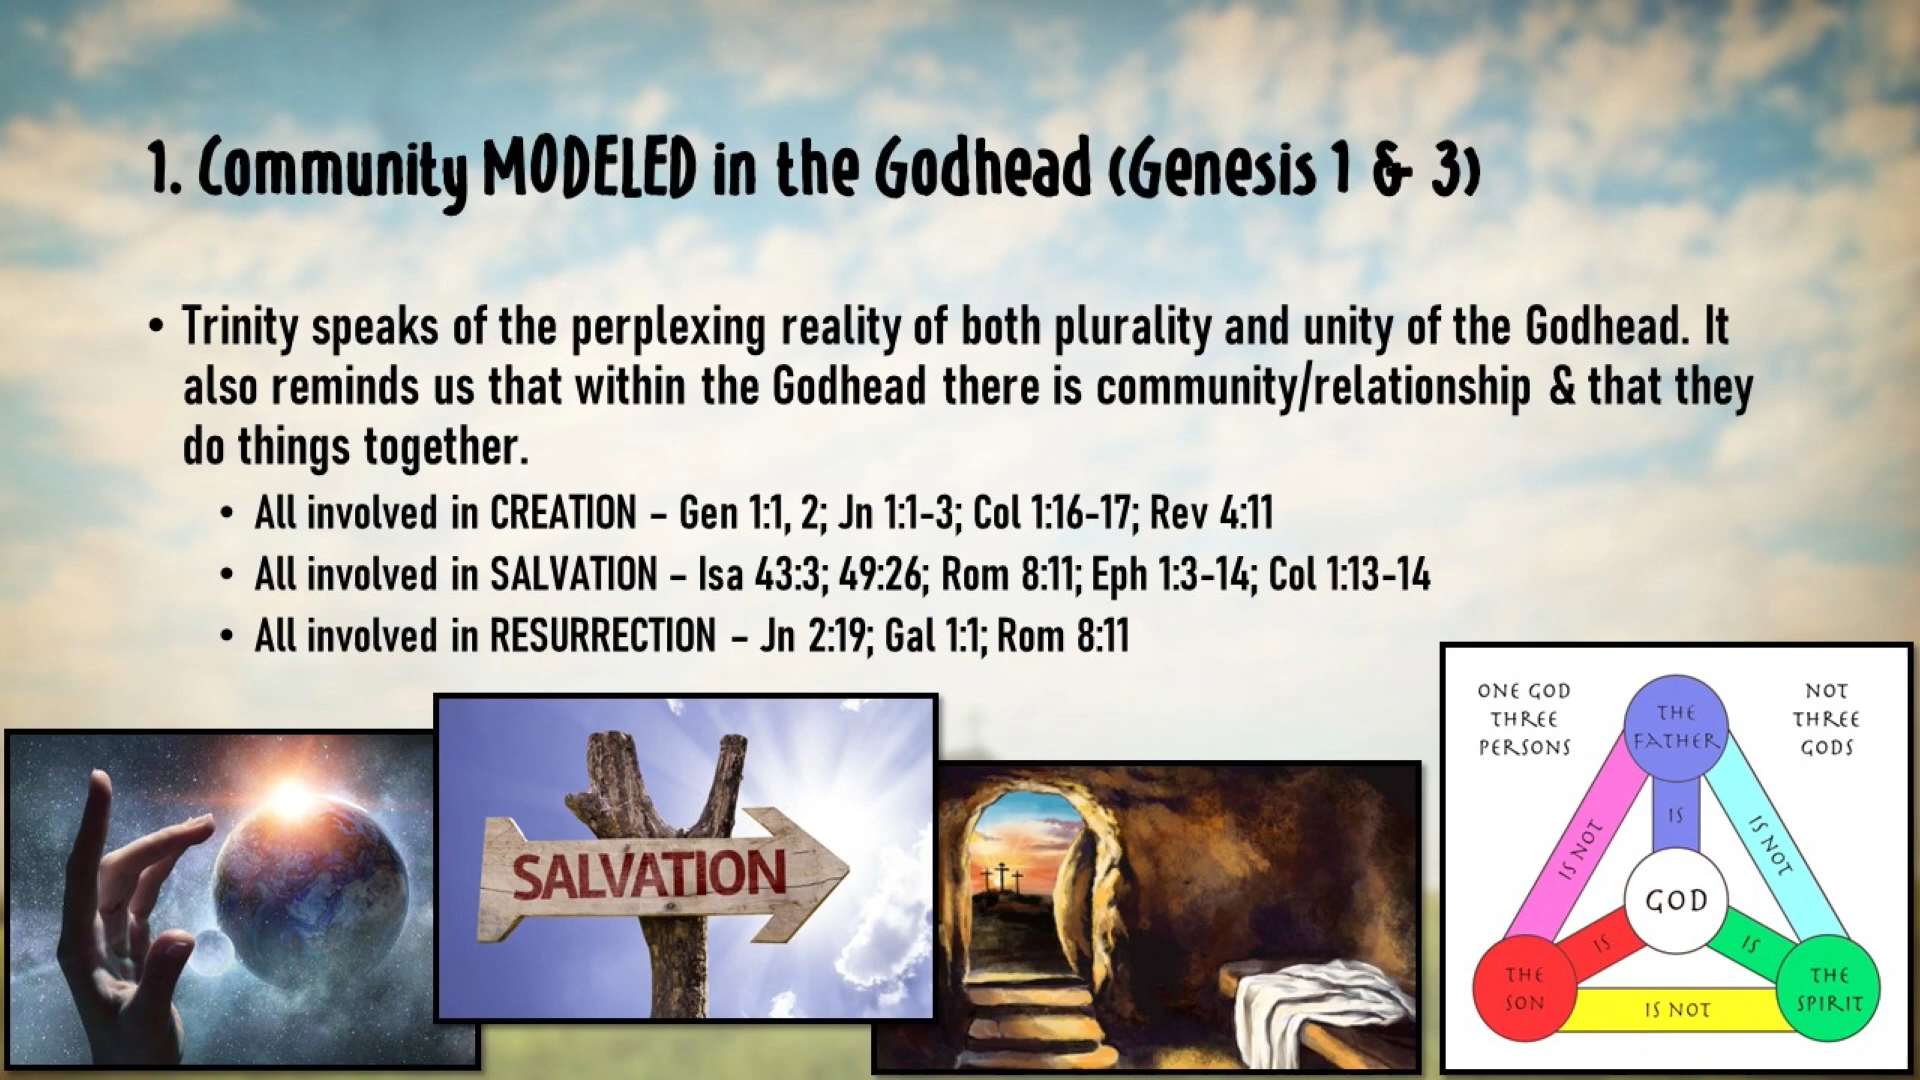 1. Community MODELED in the Godhead (Genesis 1 & 3)
• Trinity speaks of the perplexing reality of both plurality and unity of the Godhead. It
also reminds us that within the Godhead there is community/relationship & that they
do things together.
• All involved in CREATION – Gen 1:1, 2; Jn 1:1-3; Col 1:16-17; Rev 4:11
• All involved in SALVATION – Isa 43:3; 49:26; Rom 8:11; Eph 1:3-14; Col 1:13-14
• All involved in RESURRECTION – Jn 2:19; Gal 1:1; Rom 8:11
SALVATION
ONE GOD
THREE
PERSONS
NOT
THREE
GODS
THE
FATHER
IS
IS NOT
IS NOT
GOD
IS
IS
THE
SON
IS NOT
THE
SPIRIT